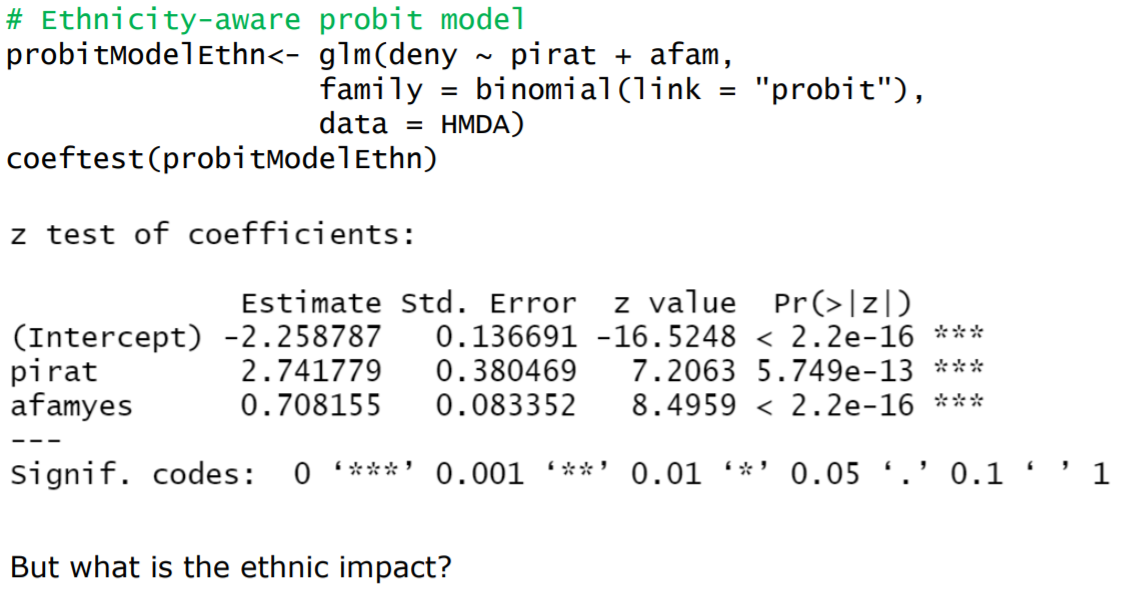 # Ethnicity-aware probit model
probitModelEthn<- glm(deny ~ pirat + afam,
family = binomial(link = "probit"),
data = HMDA)
coeftest(probitModelEthn)
z test of coefficients:
Estimate Std. Error z value Pr(>|z|)
(Intercept) -2.258787 0.136691 -16.5248 < 2.2e-16 ***
pirat 2.741779 0.380469 7.2063 5.749e-13 ***
afamyes 0.708155 0.083352 8.4959 < 2.2e-16 ***
---
Signif. codes: 0 ‘***’ 0.001 ‘**’ 0.01 ‘*’ 0.05 ‘.’ 0.1 ‘ ’ 1
But what is the ethnic impact?